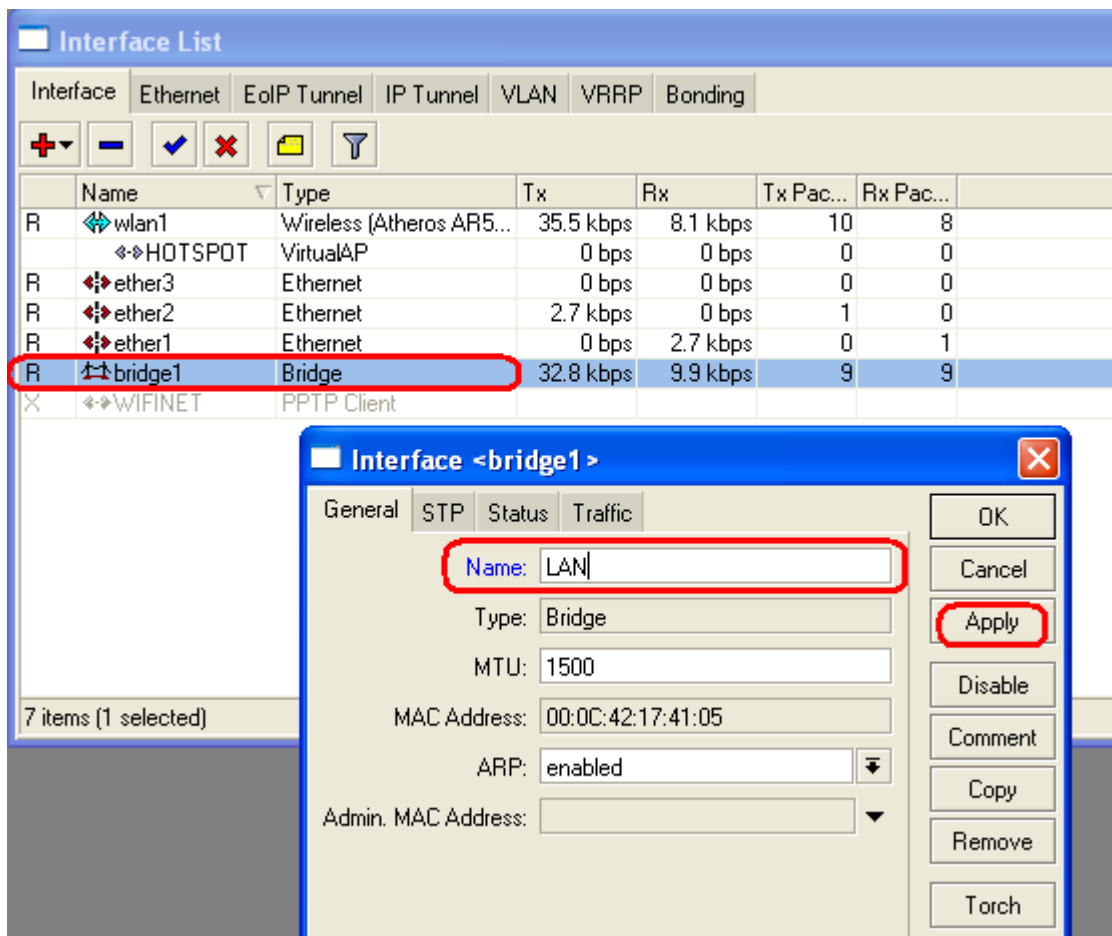 Interface List
Interface Ethernet EoIP Tunnel IP Tunnel VLAN VRRP Bonding
Name Type Tx Rx Tx Pac... Rx Pac...
R wlan1 Wireless (Atheros AR5... 35.5 kbps 8.1 kbps 10 8
HOTSPOT VirtualAP 0 bps 0 bps 0 0
R ether3 Ethernet 0 bps 0 bps 0 0
R ether2 Ethernet 2.7 kbps 0 bps 1 0
R ether1 Ethernet 0 bps 2.7 kbps 0 1
R bridge1 Bridge 32.8 kbps 9.9 kbps 9 9
X WIFINET PPTP Client
7 items (1 selected)
Interface <bridge1>
General STP Status Traffic
Name: LAN
Type: Bridge
MTU: 1500
MAC Address: 00:0C:42:17:41:05
ARP: enabled
Admin. MAC Address:
OK
Cancel
Apply
Disable
Comment
Copy
Remove
Torch